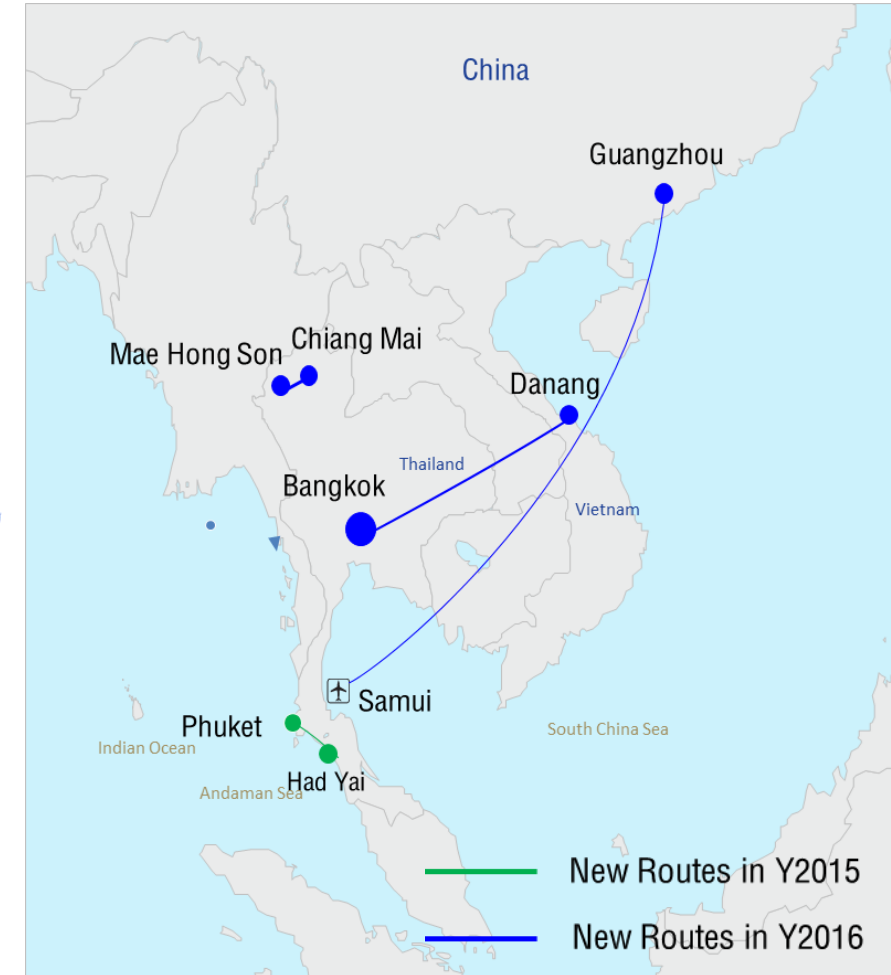 China
Guangzhou
Chiang Mai
Mae Hong Son
Danang
Thailand
Bangkok
Vietnam
Samui
Phuket
South China Sea
Indian Ocean
Had Yai
Andaman Sea
New Routes in Y2015
New Routes in Y2016